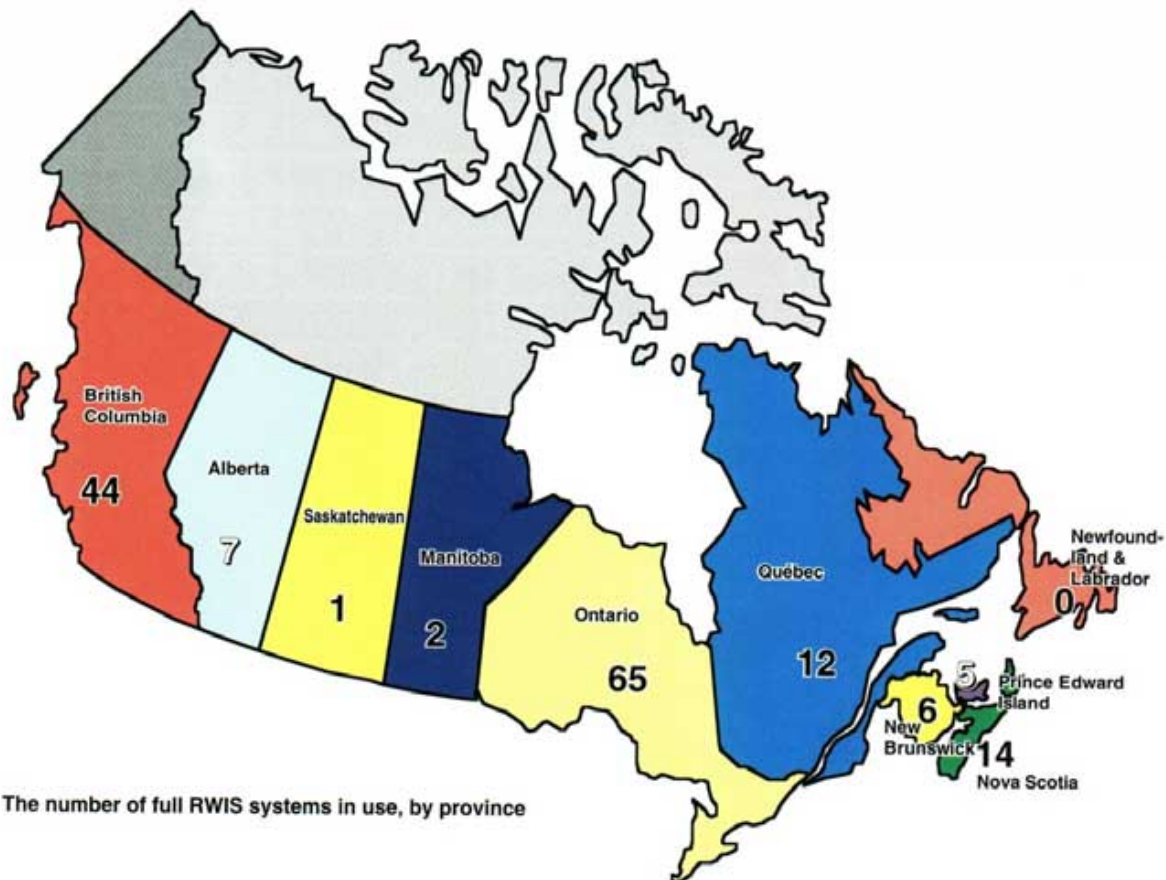 British
Columbia
44
Alberta
7
Saskatchewan
1
Manitoba
2
Ontario
65
Québec
12
Newfound-
land &
Labrador
0
5
Prince Edward
Island
6
New
Brunswick
14
Nova Scotia
The number of full RWIS systems in use, by province